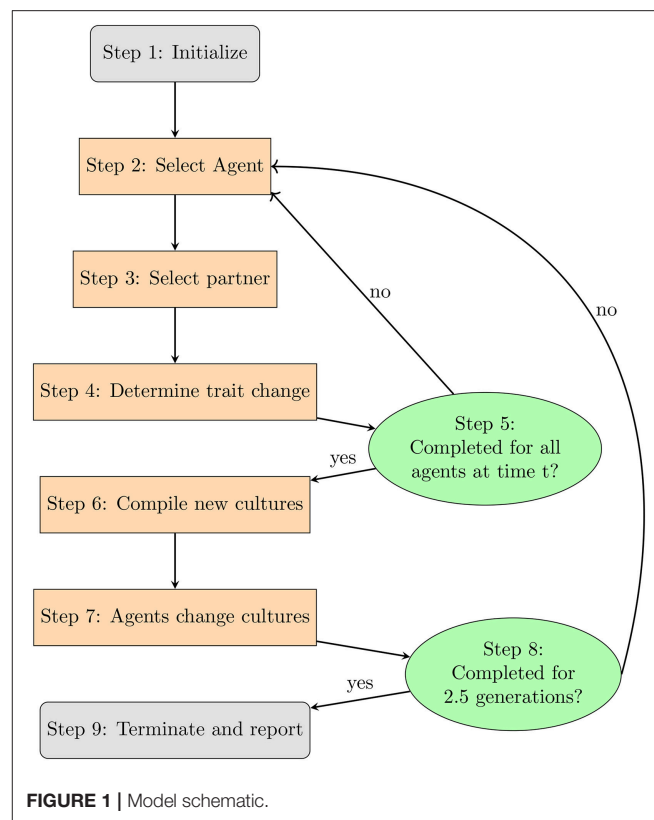 Step 1: Initialize
Step 2: Select Agent
Step 3: Select partner
no
no
Step 4: Determine trait change
Step 5:
Completed for all
agents at time t?
yes
Step 6: Compile new cultures
Step 7: Agents change cultures
Step 8:
Completed for
2.5 generations?
yes
Step 9: Terminate and report
FIGURE 1 | Model schematic.